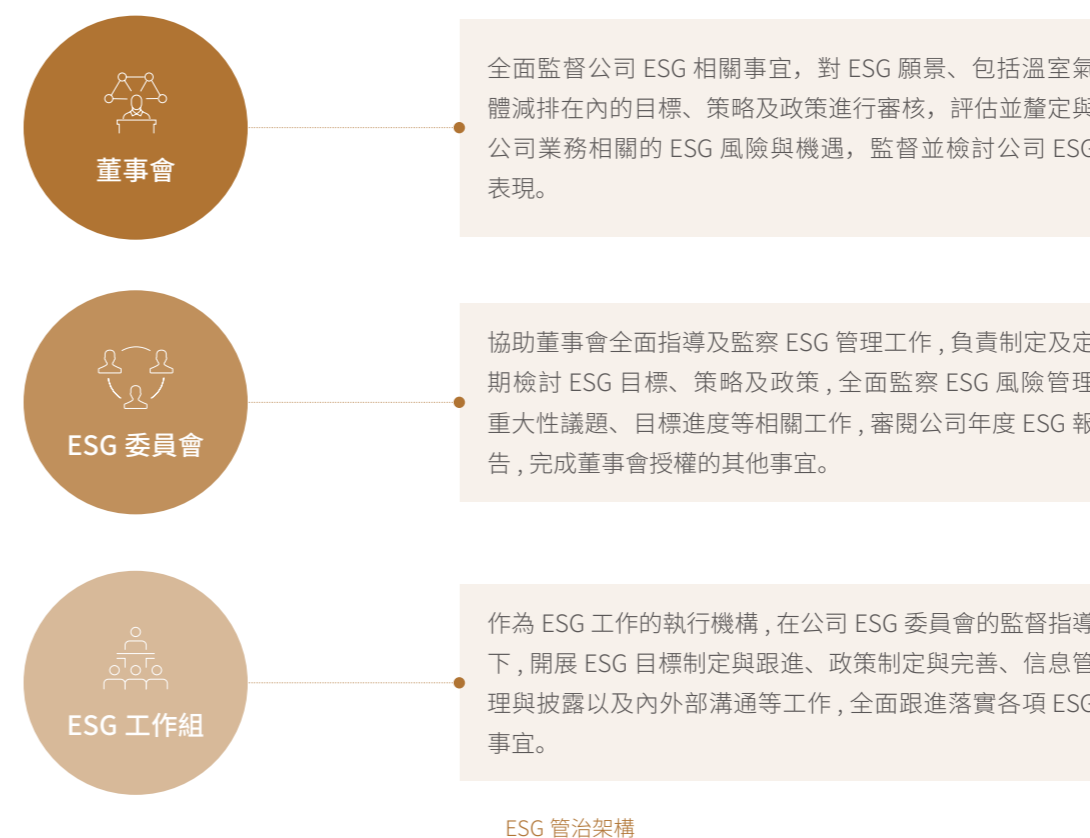 董事會
全面監督公司 ESG 相關事宜，對 ESG 願景、包括溫室氣
體減排在內的目標、策略及政策進行審核，評估並釐定與
公司業務相關的 ESG 風險與機遇，監督並檢討公司 ESG
表現。
ESG 委員會
協助董事會全面指導及監察 ESG 管理工作 , 負責制定及定
期檢討 ESG 目標、策略及政策 , 全面監察 ESG 風險管理
重大性議題、目標進度等相關工作 , 審閱公司年度 ESG 報
告 , 完成董事會授權的其他事宜。
ESG 工作組
作為 ESG 工作的執行機構 , 在公司 ESG 委員會的監督指導
下 , 開展 ESG 目標制定與跟進、政策制定與完善、信息管
理與披露以及內外部溝通等工作 , 全面跟進落實各項 ESG
事宜。
ESG 管治架構